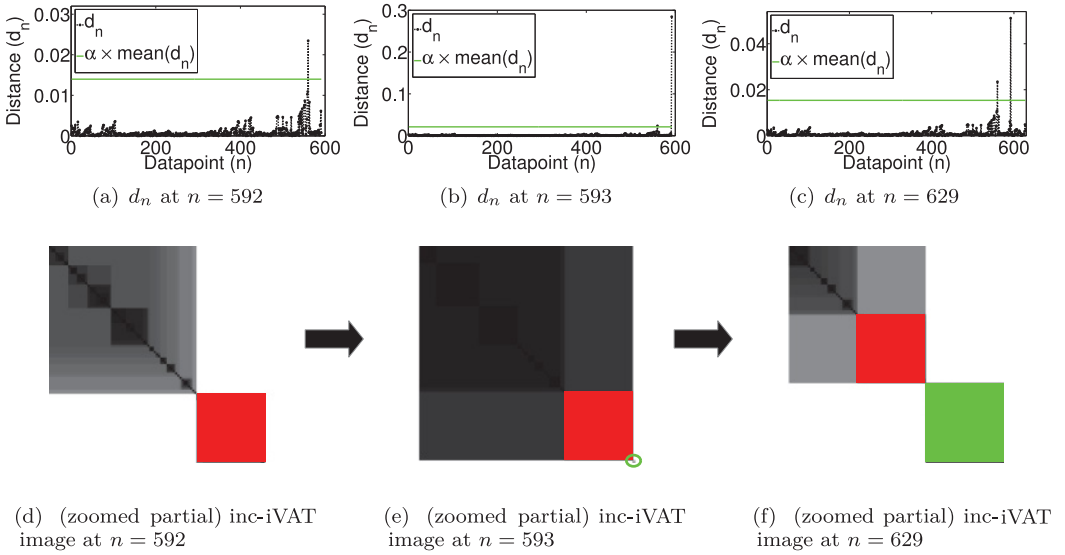 0.03
0.02
0.01
0
Distance (d_n)
d_n
α × mean(d_n)
0 200 400 600
Datapoint (n)
(a) d_n at n = 592
0.3
0.2
0.1
0
Distance (d_n)
d_n
α × mean(d_n)
0 200 400 600
Datapoint (n)
(b) d_n at n = 593
0.04
0.02
0
Distance (d_n)
d_n
α × mean(d_n)
0 200 400 600
Datapoint (n)
(c) d_n at n = 629
(d) (zoomed partial) inc-iVAT
image at n = 592
(e) (zoomed partial) inc-iVAT
image at n = 593
(f) (zoomed partial) inc-iVAT
image at n = 629